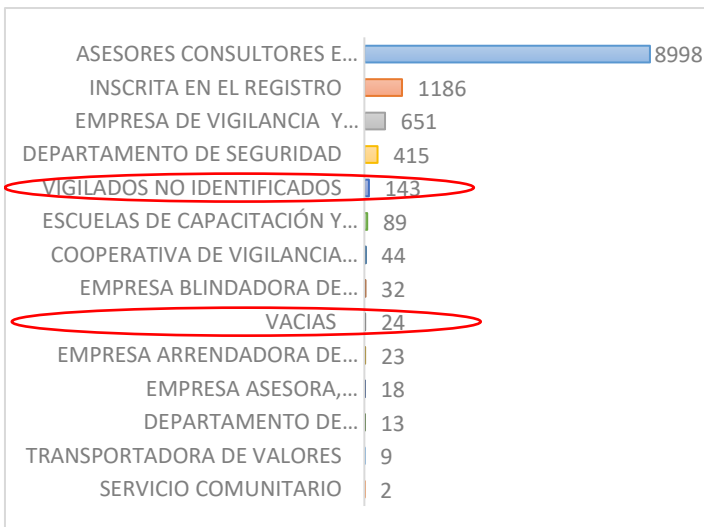 ASESORES CONSULTORES E... 8998
INSCRITA EN EL REGISTRO 1186
EMPRESA DE VIGILANCIA Y... 651
DEPARTAMENTO DE SEGURIDAD 415
VIGILADOS NO IDENTIFICADOS 143
ESCUELAS DE CAPACITACIÓN Y... 89
COOPERATIVA DE VIGILANCIA... 44
EMPRESA BLINDADORA DE... 32
VACIAS 24
EMPRESA ARRENDADORA DE... 23
EMPRESA ASESORA,... 18
DEPARTAMENTO DE... 13
TRANSPORTADORA DE VALORES 9
SERVICIO COMUNITARIO 2